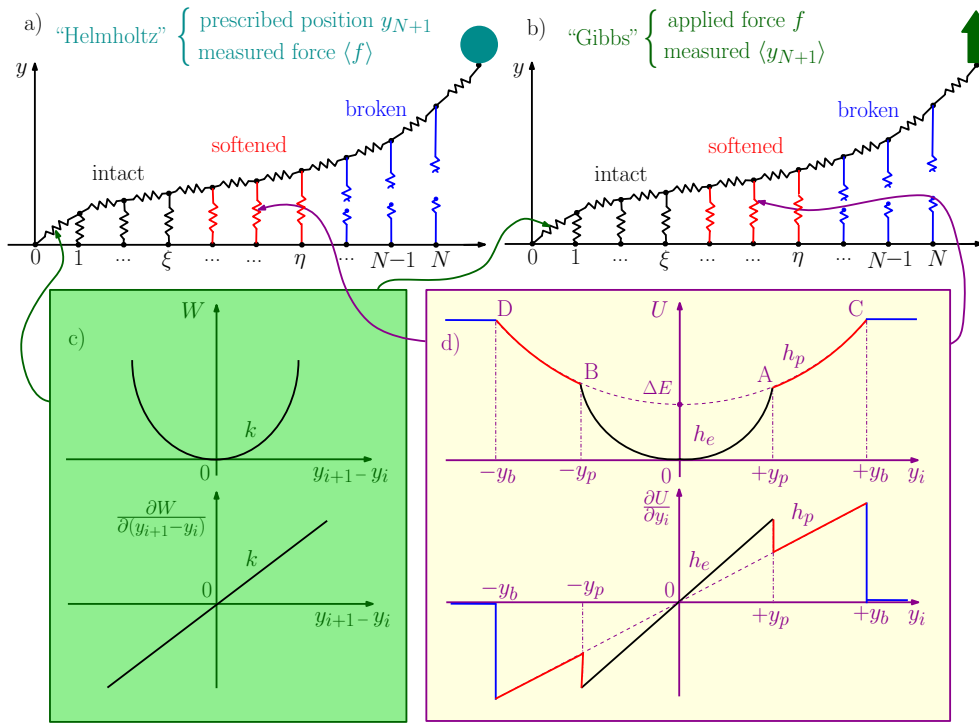 a)
“Helmholtz” { prescribed position y_{N+1}
measured force ⟨f⟩
y
intact
softened
broken
0 1 ... ξ ... ... η ... N−1 N
b)
“Gibbs” { applied force f
measured ⟨y_{N+1}⟩
y
intact
softened
broken
0 1 ... ξ ... ... η ... N−1 N
c)
W
k
0
y_{i+1} − y_i
∂W
∂(y_{i+1}−y_i)
k
0
y_{i+1} − y_i
d)
D U C
B ΔE A h_p
h_e
−y_b −y_p 0 +y_p +y_b y_i
∂U
∂y_i
h_p
h_e
−y_b −y_p 0
+y_p +y_b y_i